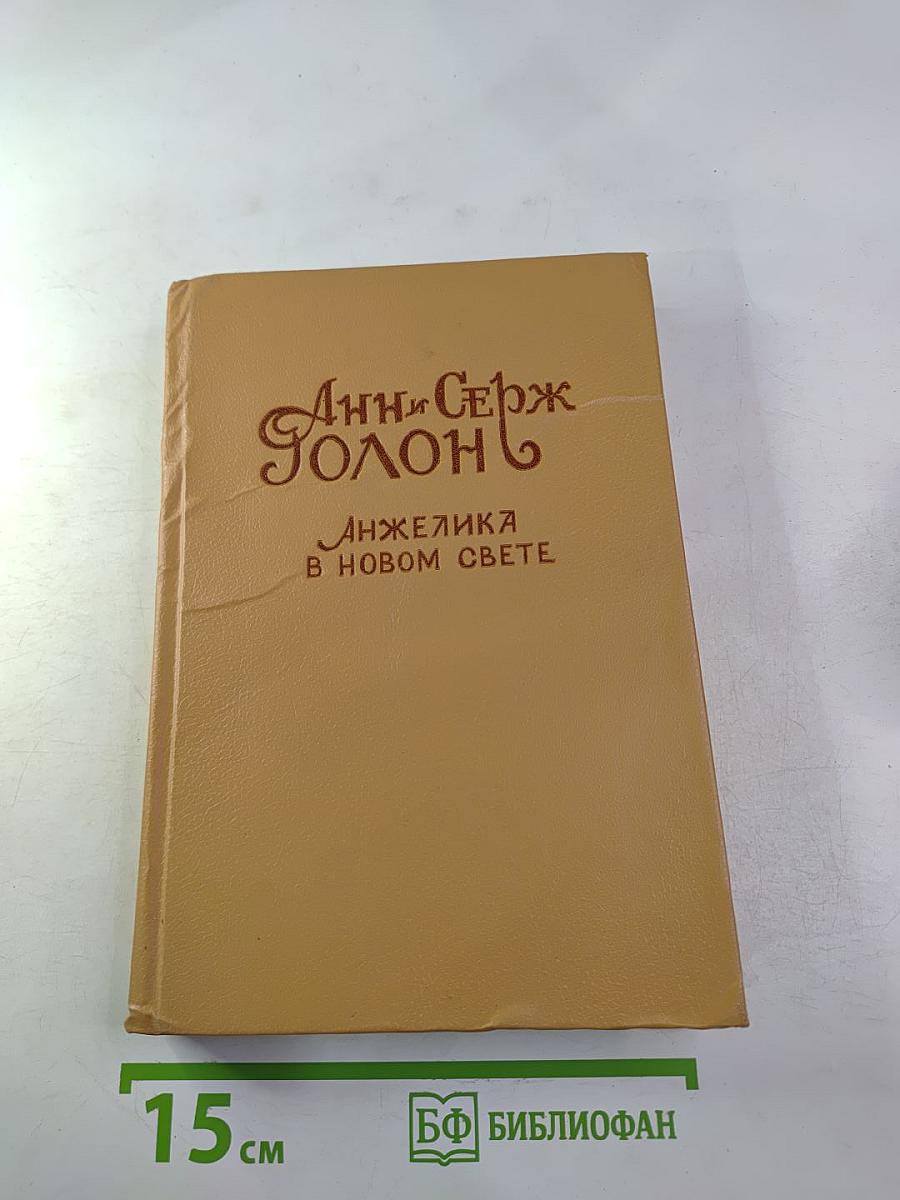 Анн и Серж
Голон
Анжелика
в новом свете
15 см
БФ БИБЛИОФАН